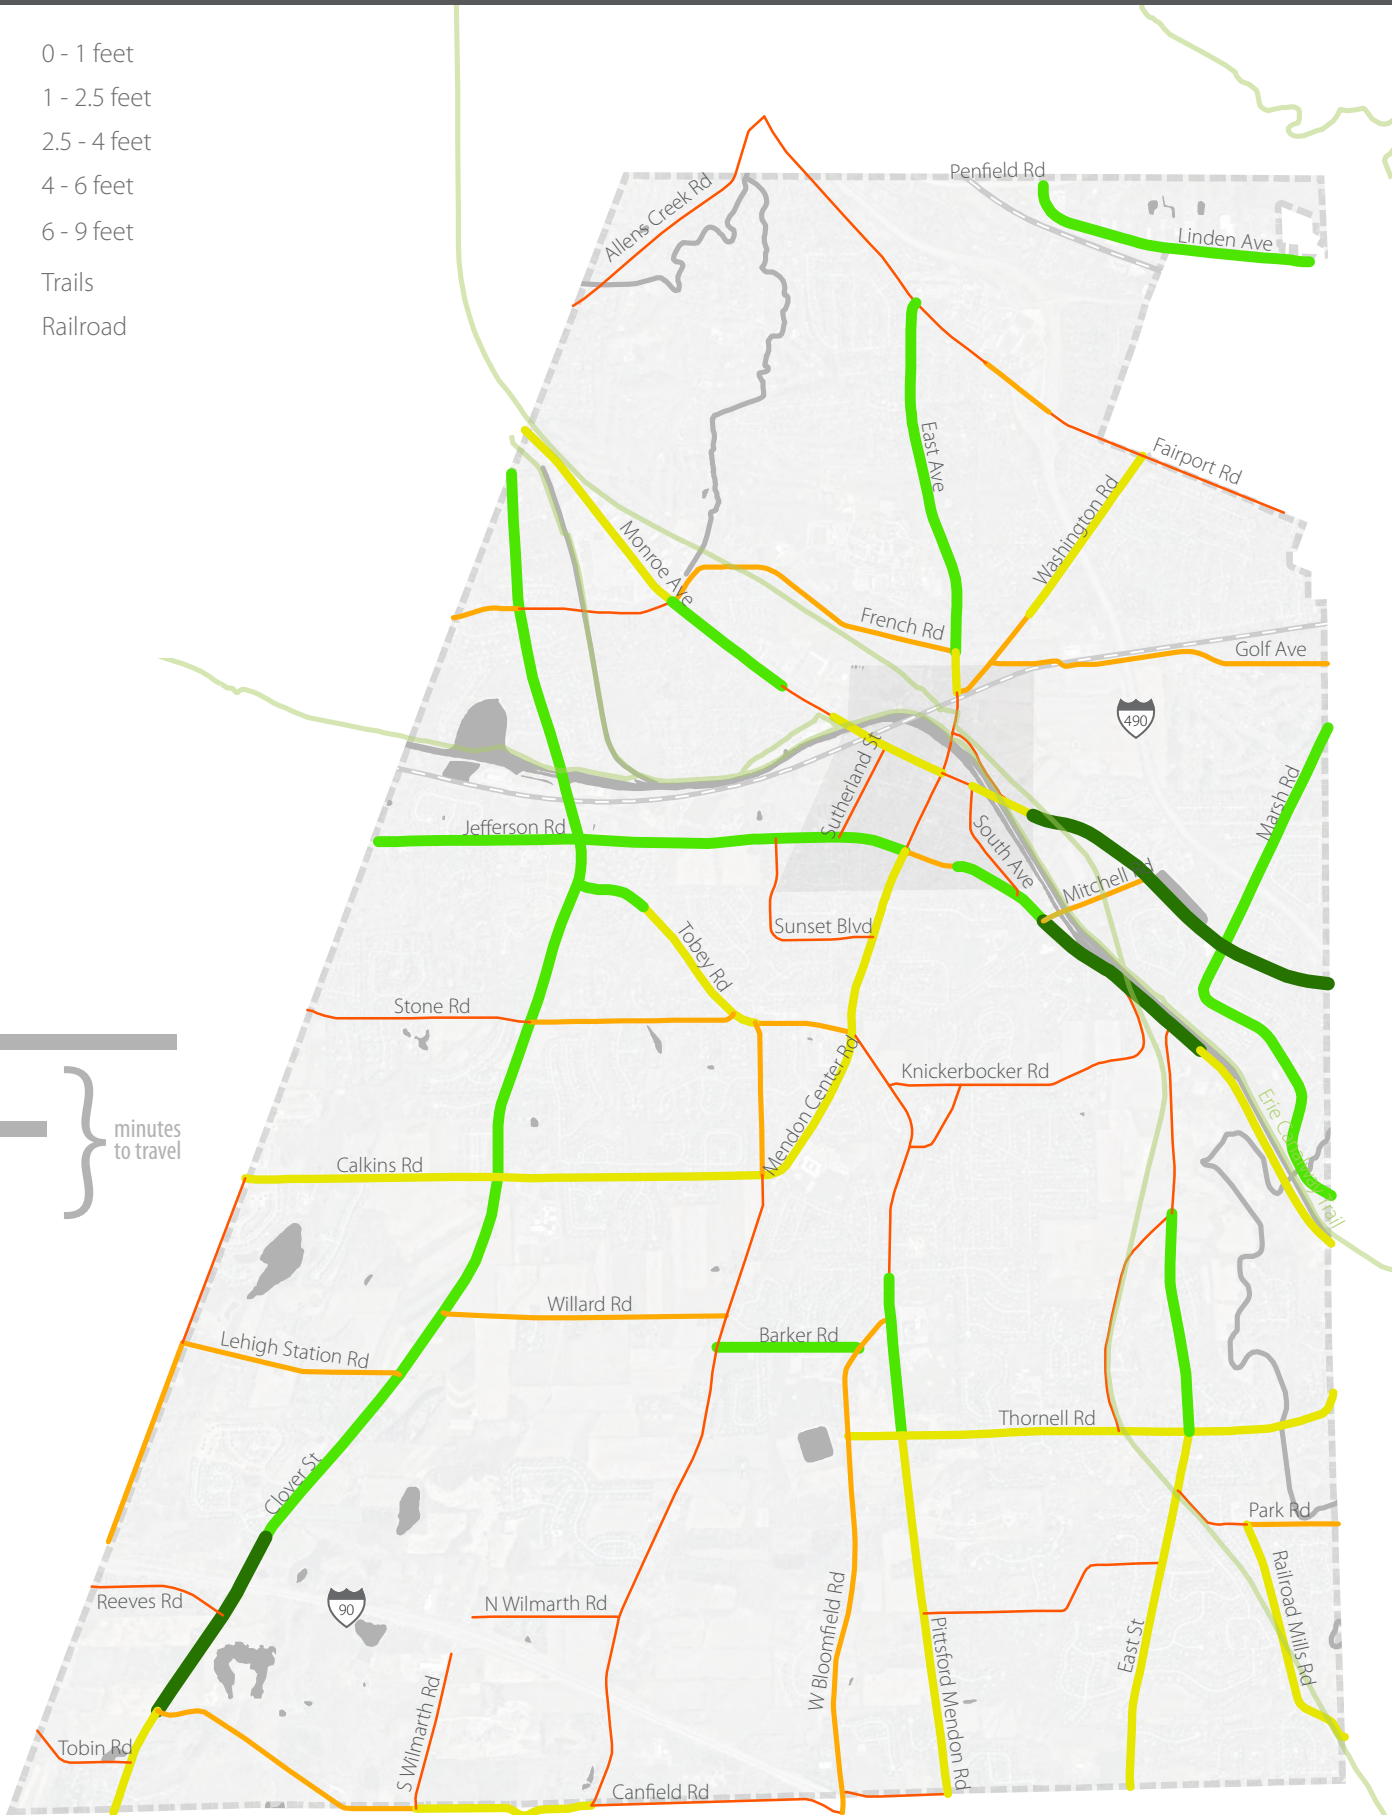 0 - 1 feet
1 - 2.5 feet
2.5 - 4 feet
4 - 6 feet
6 - 9 feet
Trails
Railroad
Penfield Rd
Allens Creek Rd
Linden Ave
East Ave
Fairport Rd
Washington Rd
Monroe Ave
French Rd
Golf Ave
490
Sutherland St
Marsh Rd
Jefferson Rd
South Ave
Mitchell Rd
Sunset Blvd
Tobey Rd
Stone Rd
Knickerbocker Rd
Mendon Center Rd
Erie Canalway Trail
minutes
to travel
Calkins Rd
Willard Rd
Barker Rd
Lehigh Station Rd
Thornell Rd
Clover St
Park Rd
Reeves Rd
90
N Wilmarth Rd
W Bloomfield Rd
Pittsford Mendon Rd
East St
Railroad Mills Rd
S Wilmarth Rd
Tobin Rd
Canfield Rd